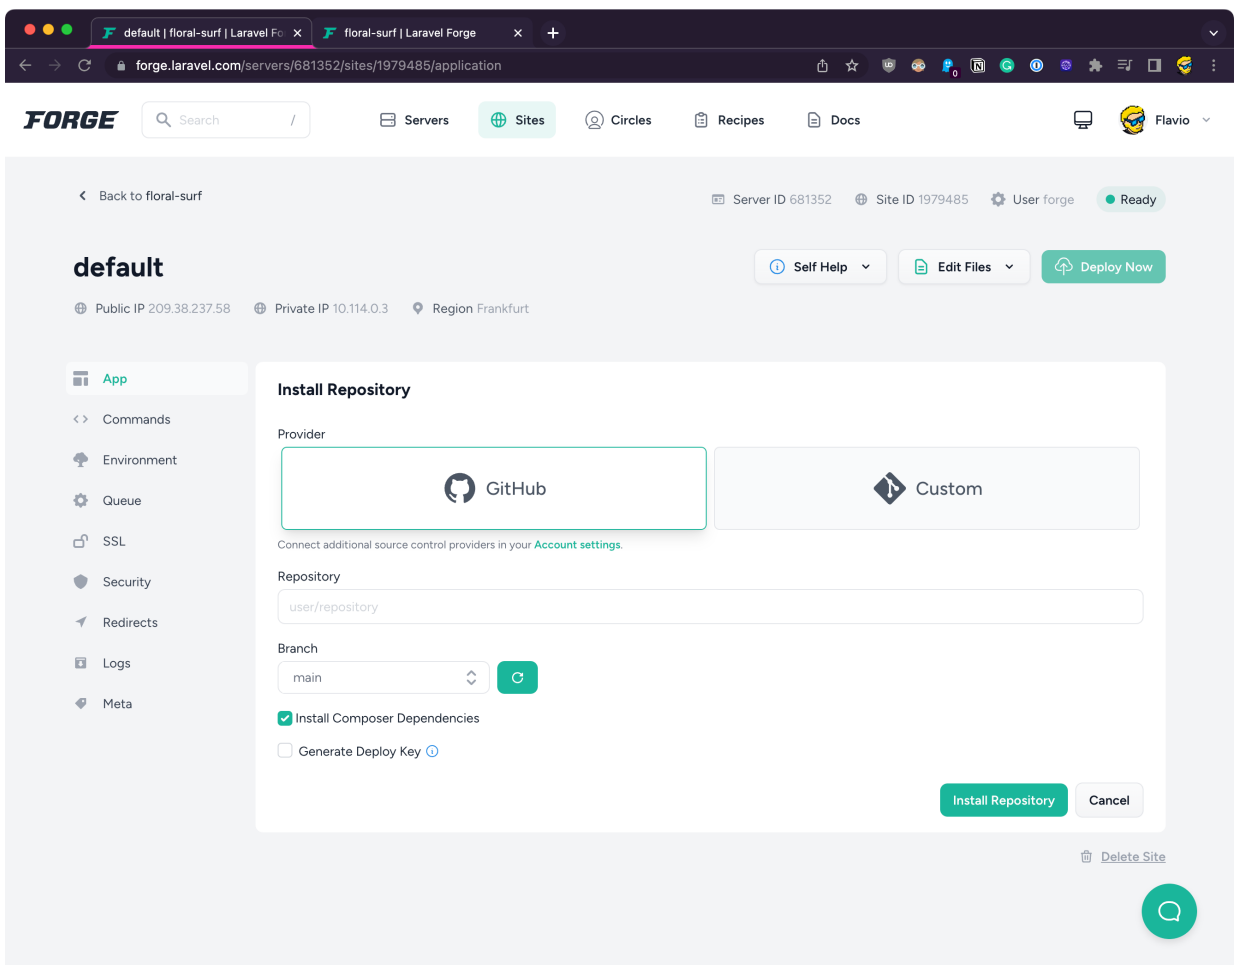 default | floral-surf | Laravel Fo
floral-surf | Laravel Forge
forge.laravel.com/servers/681352/sites/1979485/application
0
FORGE
Search /
Servers
Sites
Circles
Recipes
Docs
Flavio
Back to floral-surf
Server ID 681352
Site ID 1979485
User forge
Ready
default
Self Help
Edit Files
Deploy Now
Public IP 209.38.237.58
Private IP 10.114.0.3
Region Frankfurt
App
Commands
Environment
Queue
SSL
Security
Redirects
Logs
Meta
Install Repository
Provider
GitHub
Custom
Connect additional source control providers in your Account settings.
Repository
user/repository
Branch
main
Install Composer Dependencies
Generate Deploy Key
Install Repository
Cancel
Delete Site